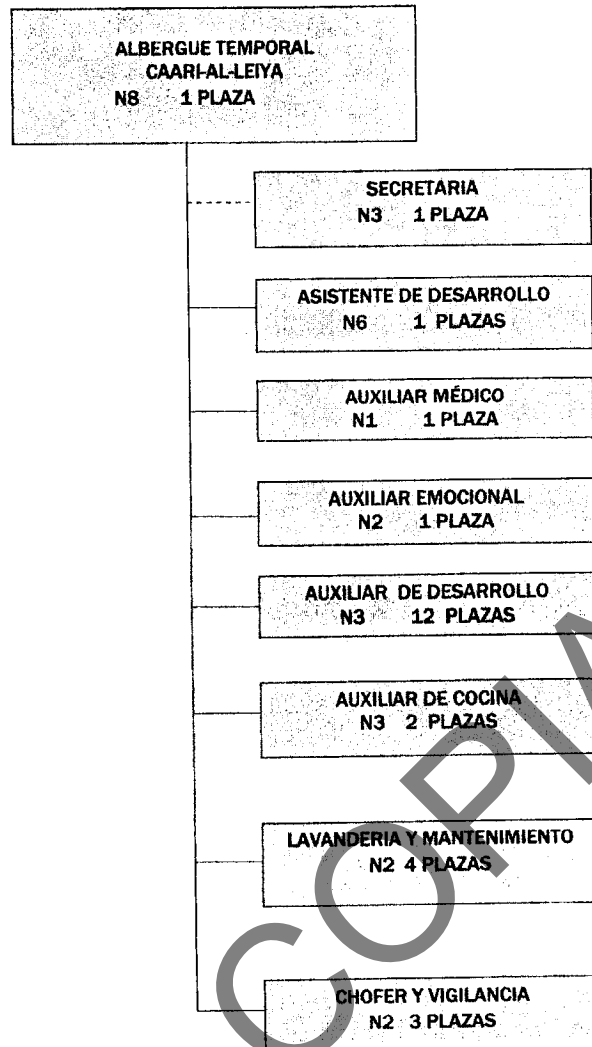 ALBERGUE TEMPORAL
CAARI-AL-LEIYA
N8 1 PLAZA
SECRETARIA
N3 1 PLAZA
ASISTENTE DE DESARROLLO
N6 1 PLAZAS
AUXILIAR MÉDICO
N1 1 PLAZA
AUXILIAR EMOCIONAL
N2 1 PLAZA
AUXILIAR DE DESARROLLO
N3 12 PLAZAS
AUXILIAR DE COCINA
N3 2 PLAZAS
LAVANDERIA Y MANTENIMIENTO
N2 4 PLAZAS
CHOFER Y VIGILANCIA
N2 3 PLAZAS
COPIA